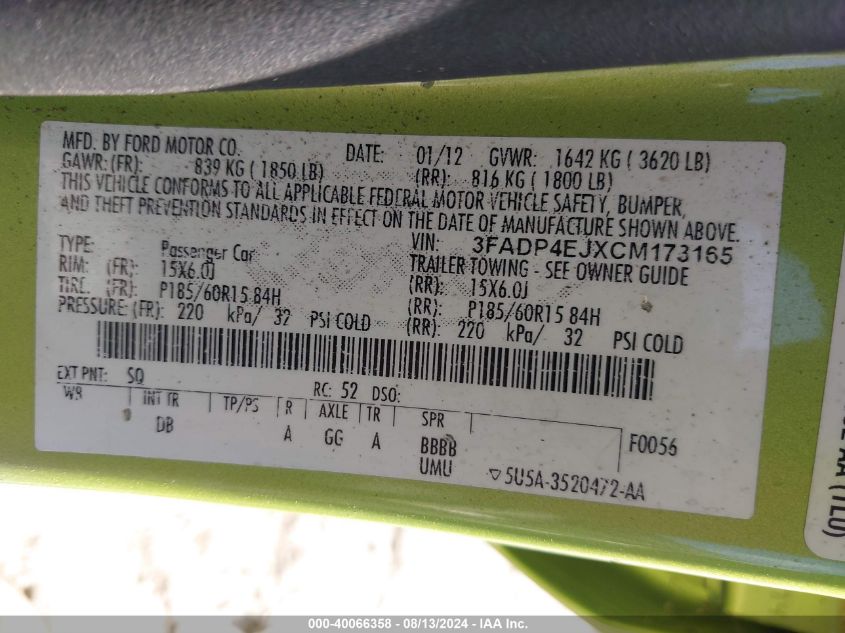 MFD. BY FORD MOTOR CO. DATE: 01/12 GVWR: 1642 KG ( 3620 LB)
GAWR: (FR): 839 KG ( 1850 LB) (RR): 816 KG ( 1800 LB)
THIS VEHICLE CONFORMS TO ALL APPLICABLE FEDERAL MOTOR VEHICLE SAFETY, BUMPER,
AND THEFT PREVENTION STANDARDS IN EFFECT ON THE DATE OF MANUFACTURE SHOWN ABOVE.
VIN: 3FADP4EJXCM173165
TYPE: Passenger Car TRAILER TOWING - SEE OWNER GUIDE
RIM: (FR): 15X6.0J (RR): 15X6.0J
TIRE: (FR): P185/60R15 84H (RR): P185/60R15 84H
PRESSURE: (FR): 220 kPa/ 32 PSI COLD (RR): 220 kPa/ 32 PSI COLD
EXT PNT: SQ RC: 52 DSO:
WB INT TR TP/PS R AXLE TR SPR
DB A GG A BBBB F0056
UMU 5U5A-3520472-AA
AA (TLU)
000-40066358 - 08/13/2024 - IAA Inc.